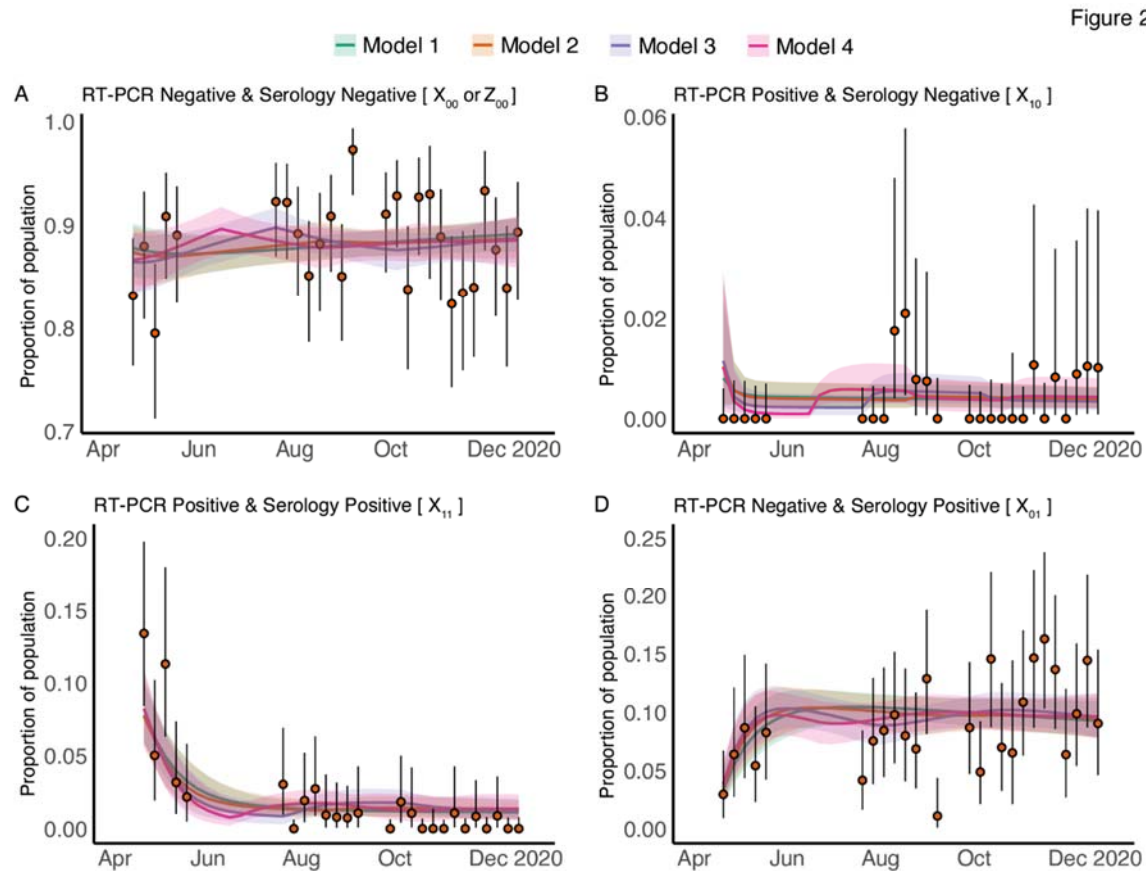 Figure 2
Model 1 Model 2 Model 3 Model 4
A RT-PCR Negative & Serology Negative [ X00 or Z00 ]
1.0
0.9
0.8
0.7
Proportion of population
Apr Jun Aug Oct Dec 2020
B RT-PCR Positive & Serology Negative [ X10 ]
0.06
0.04
0.02
0.00
Proportion of population
Apr Jun Aug Oct Dec 2020
C RT-PCR Positive & Serology Positive [ X11 ]
0.20
0.15
0.10
0.05
0.00
Proportion of population
Apr Jun Aug Oct Dec 2020
D RT-PCR Negative & Serology Positive [ X01 ]
0.25
0.20
0.15
0.10
0.05
0.00
Proportion of population
Apr Jun Aug Oct Dec 2020